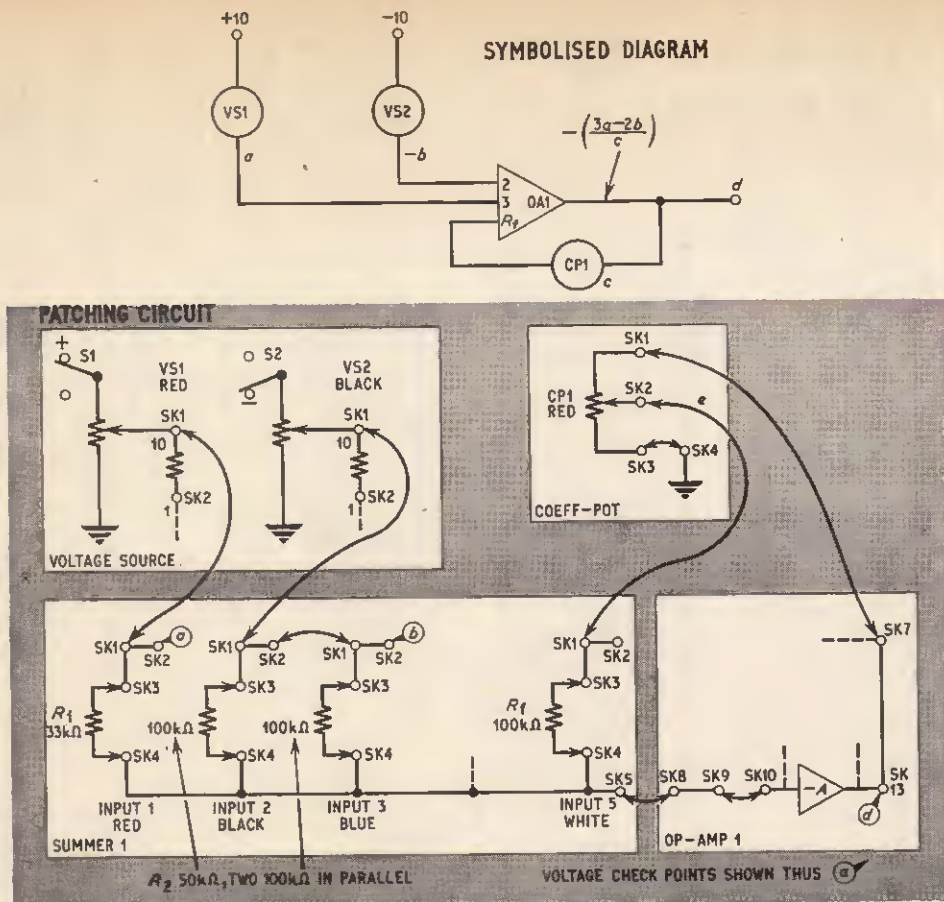 +10
-10
SYMBOLISED DIAGRAM
VS1
VS2
-(3a-2b/c)
a
-b
2
3
OA1
Rf
d
CP1
c
PATCHING CIRCUIT
+
S1
VS1
RED
S2
VS2
BLACK
SK1
SK1
10
10
SK2
SK2
1
1
VOLTAGE SOURCE
SK1
CP1
RED
SK2
e
SK3
SK4
COEFF-POT
SK1
SK2
a
SK1
SK2
SK1
SK2
b
SK1
SK2
SK7
SK3
SK3
SK3
SK3
R1
33kΩ
100kΩ
100kΩ
Rf
100kΩ
SK4
SK4
SK4
SK4
SK5
SK8
SK9
SK10
-A
SK
13
INPUT 1
RED
INPUT 2
BLACK
INPUT 3
BLUE
INPUT 5
WHITE
d
SUMMER 1
OP-AMP 1
R2 50kΩ, TWO 100kΩ IN PARALLEL
VOLTAGE CHECK POINTS SHOWN THUS a